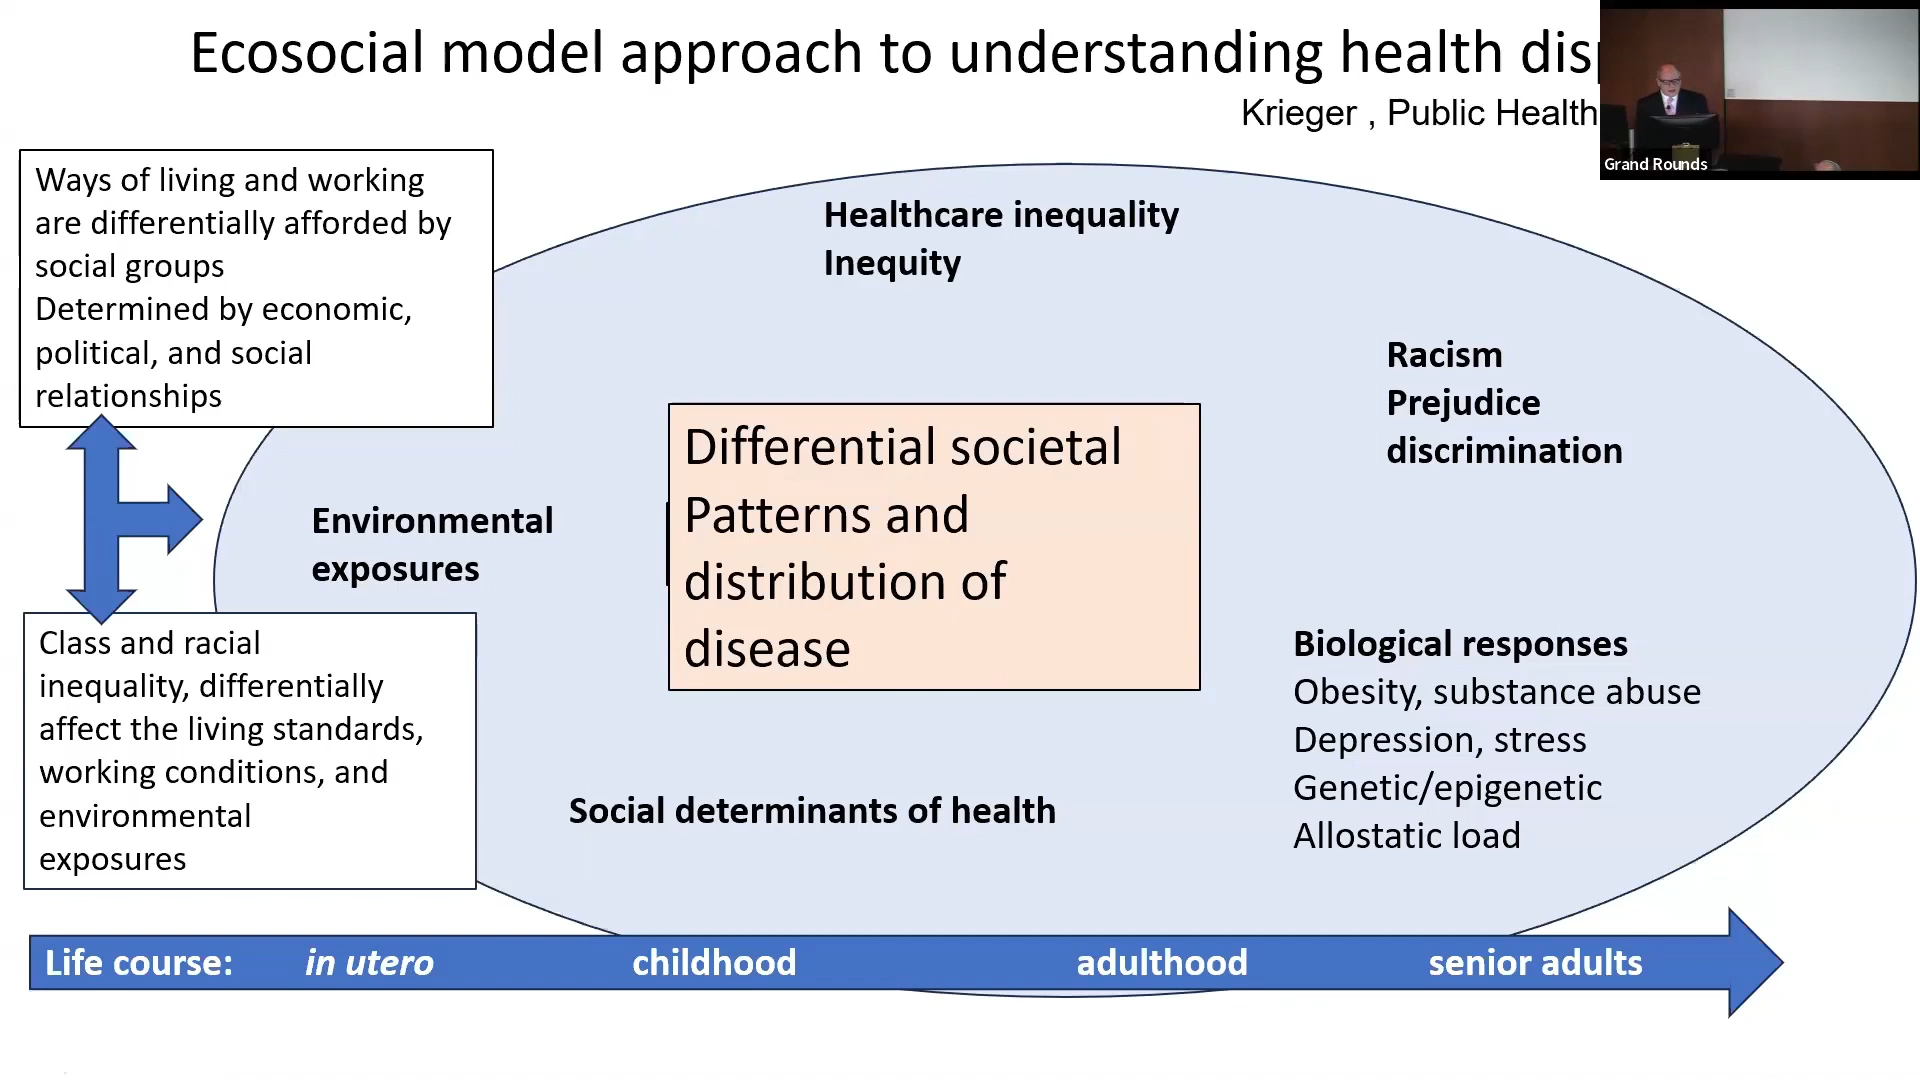 Ecosocial model approach to understanding health
Krieger , Public Health
Grand Rounds
Ways of living and working
are differentially afforded by
social groups
Determined by economic,
political, and social
relationships
Healthcare inequality
Inequity
Racism
Prejudice
discrimination
Differential societal
Patterns and
distribution of
disease
Environmental
exposures
Class and racial
inequality, differentially
affect the living standards,
working conditions, and
environmental
exposures
Biological responses
Obesity, substance abuse
Depression, stress
Genetic/epigenetic
Allostatic load
Social determinants of health
Life course: in utero childhood adulthood senior adults